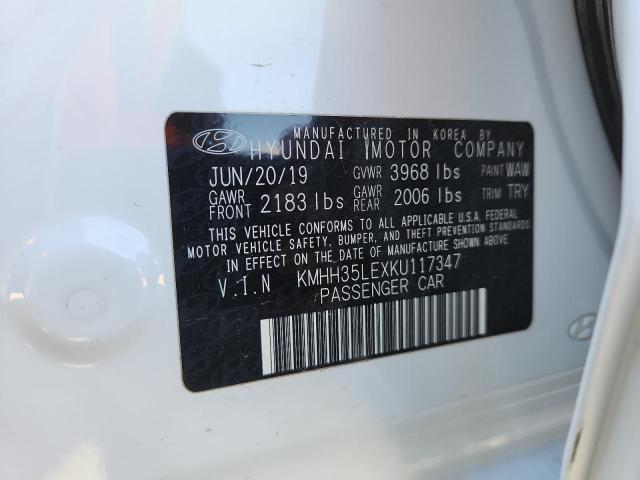 MANUFACTURED IN KOREA BY
HYUNDAI MOTOR COMPANY
JUN/20/19 GVWR 3968 lbs PAINT WAW
GAWR FRONT 2183 lbs GAWR REAR 2006 lbs TRIM TRY
THIS VEHICLE CONFORMS TO ALL APPLICABLE U.S.A. FEDERAL
MOTOR VEHICLE SAFETY, BUMPER, AND THEFT PREVENTION STANDARDS
IN EFFECT ON THE DATE OF MANUFACTURE SHOWN ABOVE.
V.I.N KMHH35LEXKU117347
PASSENGER CAR